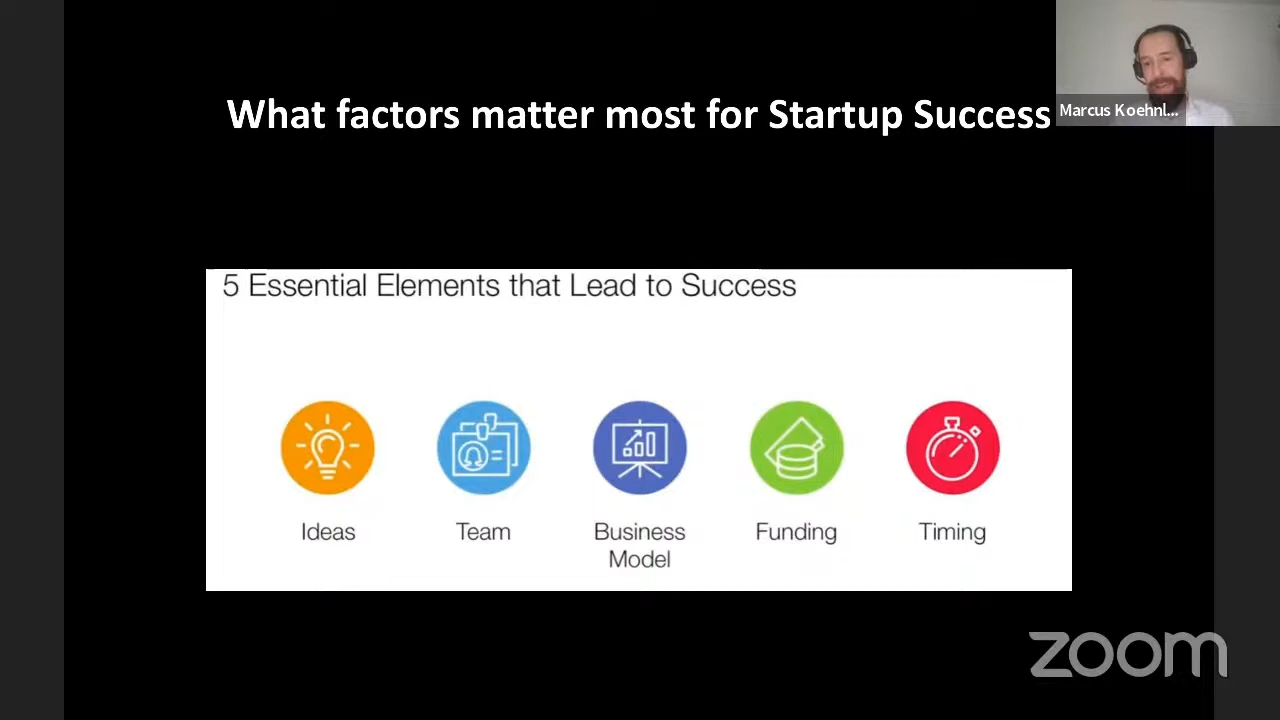 What factors matter most for Startup Success
Marcus Koehnl...
5 Essential Elements that Lead to Success
Ideas
Team
Business
Model
Funding
Timing
zoom